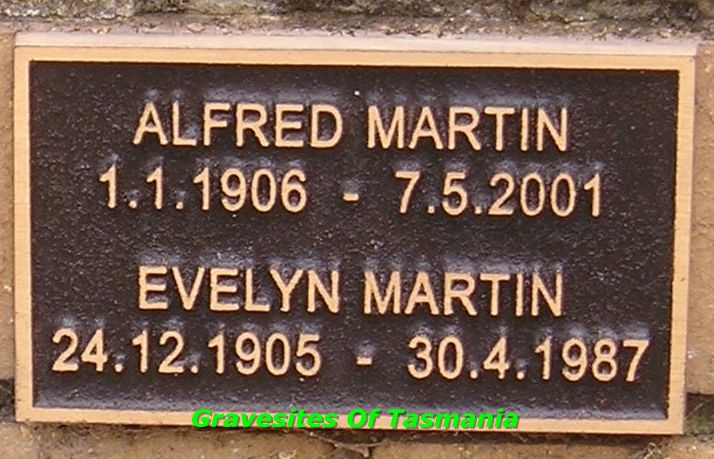 ALFRED MARTIN
1.1.1906 - 7.5.2001
EVELYN MARTIN
24.12.1905 - 30.4.1987
Gravesites Of Tasmania